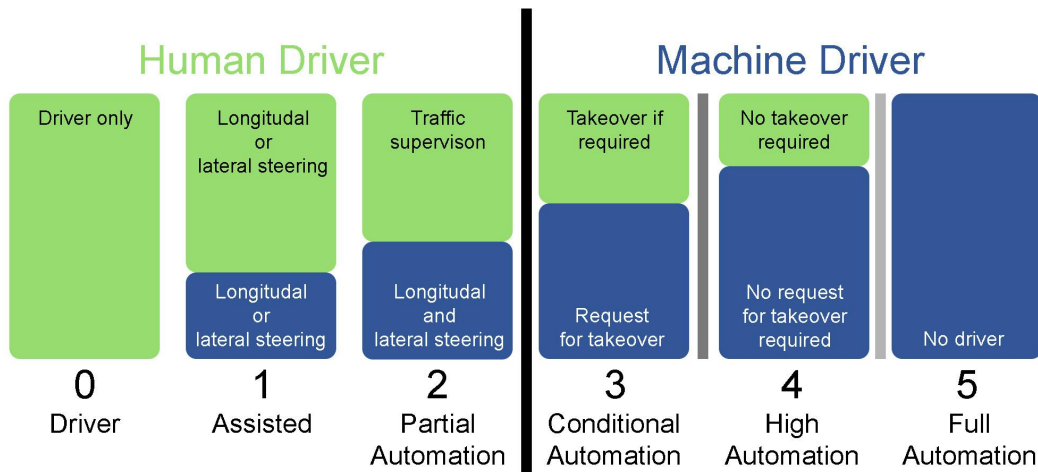 Human Driver
Machine Driver
Driver only
Longitudal
or
lateral steering
Longitudal
or
lateral steering
Traffic
supervison
Longitudal
and
lateral steering
Takeover if
required
Request
for takeover
No takeover
required
No request
for takeover
required
No driver
0
Driver
1
Assisted
2
Partial
Automation
3
Conditional
Automation
4
High
Automation
5
Full
Automation